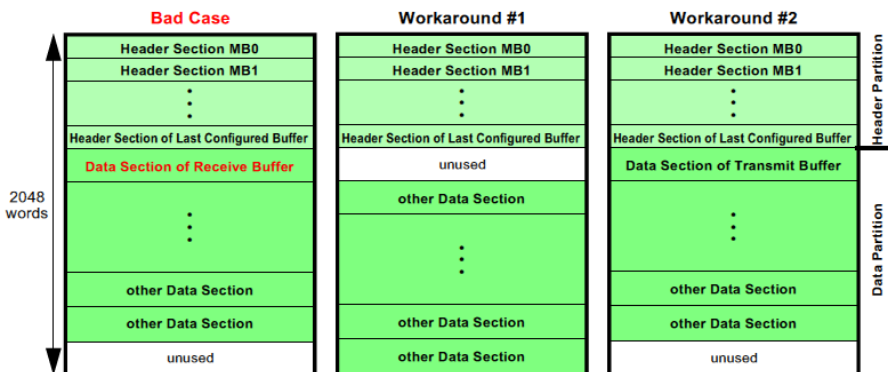 Bad Case
Workaround #1
Workaround #2
Header Section MB0
Header Section MB0
Header Section MB0
Header Section MB1
Header Section MB1
Header Section MB1
Header Section of Last Configured Buffer
Header Section of Last Configured Buffer
Header Section of Last Configured Buffer
Header Partition
Data Section of Receive Buffer
unused
Data Section of Transmit Buffer
2048
words
other Data Section
Data Partition
other Data Section
other Data Section
other Data Section
other Data Section
other Data Section
other Data Section
unused
unused